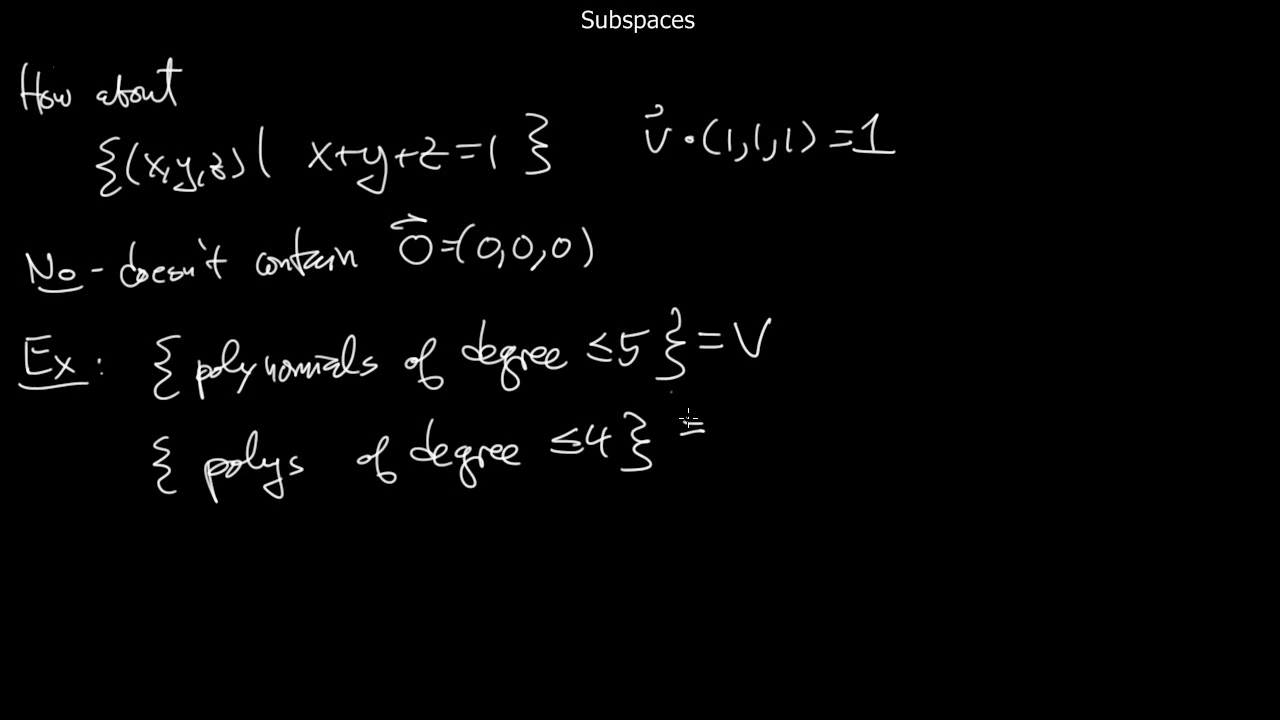 Subspaces
How about
{(x,y,z) | x+y+z=1} v⃗·(1,1,1)=1
No - doesn't contain 0⃗=(0,0,0)
Ex: {polynomials of degree ≤5}=V
{polys of degree ≤4} =